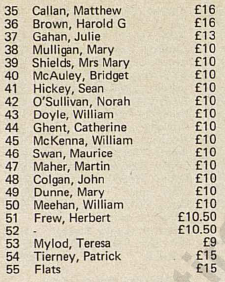 35 Callan, Matthew £16
36 Brown, Harold G £16
37 Gahan, Julie £13
38 Mulligan, Mary £10
39 Shields, Mrs Mary £10
40 McAuley, Bridget £10
41 Hickey, Sean £10
42 O'Sullivan, Norah £10
43 Doyle, William £10
44 Ghent, Catherine £10
45 McKenna, William £10
46 Swan, Maurice £10
47 Maher, Martin £10
48 Colgan, John £10
49 Dunne, Mary £10
50 Meehan, William £10
51 Frew, Herbert £10.50
52 - £10.50
53 Mylod, Teresa £9
54 Tierney, Patrick £15
55 Flats £15